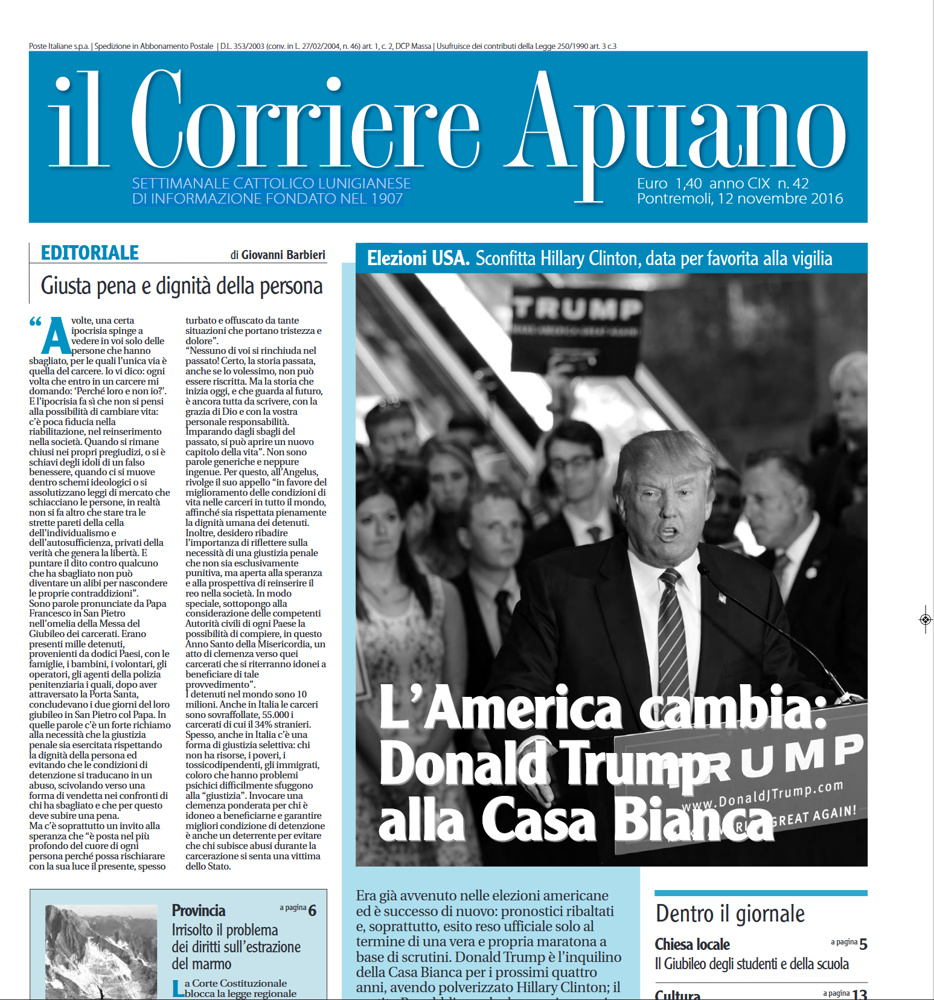 Poste Italiane s.p.a. | Spedizione in Abbonamento Postale | D.L. 353/2003 (conv. in L. 27/02/2004, n. 46) art. 1, c. 2, DCP Massa | Usufruisce dei contributi della Legge 250/1990 art. 3 c.3
il Corriere Apuano
SETTIMANALE CATTOLICO LUNIGIANESE
DI INFORMAZIONE FONDATO NEL 1907
Euro 1,40 anno CIX n. 42
Pontremoli, 12 novembre 2016
EDITORIALE
di Giovanni Barbieri
Giusta pena e dignità della persona
“A volte, una certa
ipocrisia spinge a
vedere in voi solo delle
persone che hanno
sbagliato, per le quali l’unica via è
quella del carcere. Io vi dico: ogni
volta che entro in un carcere mi
domando: ‘Perché loro e non io?’.
E l’ipocrisia fa sì che non si pensi
alla possibilità di cambiare vita:
c’è poca fiducia nella
riabilitazione, nel reinserimento
nella società. Quando si rimane
chiusi nei propri pregiudizi, o si è
schiavi degli idoli di un falso
benessere, quando ci si muove
dentro schemi ideologici o si
assolutizzano leggi di mercato che
schiacciano le persone, in realtà
non si fa altro che stare tra le
strette pareti della cella
dell’individualismo e
dell’autosufficienza, privati della
verità che genera la libertà. E
puntare il dito contro qualcuno
che ha sbagliato non può
diventare un alibi per nascondere
le proprie contraddizioni”.
Sono parole pronunciate da Papa
Francesco in San Pietro
nell’omelia della Messa del
Giubileo dei carcerati. Erano
presenti mille detenuti,
provenienti da dodici Paesi, con le
famiglie, i bambini, i volontari, gli
operatori, gli agenti della polizia
penitenziaria i quali, dopo aver
attraversato la Porta Santa,
concludevano i due giorni del loro
giubileo in San Pietro col Papa. In
quelle parole c’è un forte richiamo
alla necessità che la giustizia
penale sia esercitata rispettando
la dignità della persona ed
evitando che le condizioni di
detenzione si traducano in un
abuso, scivolando verso una
forma di vendetta nei confronti di
chi ha sbagliato e che per questo
deve subire una pena.
Ma c’è soprattutto un invito alla
speranza che “è posta nel più
profondo del cuore di ogni
persona perché possa rischiarare
con la sua luce il presente, spesso
turbato e offuscato da tante
situazioni che portano tristezza e
dolore”.
“Nessuno di voi si rinchiuda nel
passato! Certo, la storia passata,
anche se lo volessimo, non può
essere riscritta. Ma la storia che
inizia oggi, e che guarda al futuro,
è ancora tutta da scrivere, con la
grazia di Dio e con la vostra
personale responsabilità.
Imparando dagli sbagli del
passato, si può aprire un nuovo
capitolo della vita”. Non sono
parole generiche e neppure
ingenue. Per questo, all’Angelus,
rivolge il suo appello “in favore del
miglioramento delle condizioni di
vita nelle carceri in tutto il mondo,
affinché sia rispettata pienamente
la dignità umana dei detenuti.
Inoltre, desidero ribadire
l’importanza di riflettere sulla
necessità di una giustizia penale
che non sia esclusivamente
punitiva, ma aperta alla speranza
e alla prospettiva di reinserire il
reo nella società. In modo
speciale, sottopongo alla
considerazione delle competenti
Autorità civili di ogni Paese la
possibilità di compiere, in questo
Anno Santo della Misericordia, un
atto di clemenza verso quei
carcerati che si riterranno idonei a
beneficiare di tale
provvedimento”.
I detenuti nel mondo sono 10
milioni. Anche in Italia le carceri
sono sovraffollate, 55.000 i
carcerati di cui il 34% stranieri.
Spesso, anche in Italia c’è una
forma di giustizia selettiva: chi
non ha risorse, i poveri, i
tossicodipendenti, gli immigrati,
coloro che hanno problemi
psichici difficilmente sfuggono
alla “giustizia”. Invocare una
clemenza ponderata per chi è
idoneo a beneficiarne e garantire
migliori condizione di detenzione
è anche un deterrente per evitare
che chi subisce abusi durante la
carcerazione si senta una vittima
dello Stato.
Elezioni USA. Sconfitta Hillary Clinton, data per favorita alla vigilia
TRUMP
L’America cambia:
Donald Trump
alla Casa Bianca
TRUMP
www.DonaldJTrump.com
GREAT AGAIN!
Provincia
a pagina 6
Irrisolto il problema
dei diritti sull’estrazione
del marmo
La Corte Costituzionale
blocca la legge regionale
Era già avvenuto nelle elezioni americane
ed è successo di nuovo: pronostici ribaltati
e, soprattutto, esito reso ufficiale solo al
termine di una vera e propria maratona a
base di scrutini. Donald Trump è l’inquilino
della Casa Bianca per i prossimi quattro
anni, avendo polverizzato Hillary Clinton; il
Dentro il giornale
Chiesa locale
a pagina 5
Il Giubileo degli studenti e della scuola
Cultura
a pagina 13